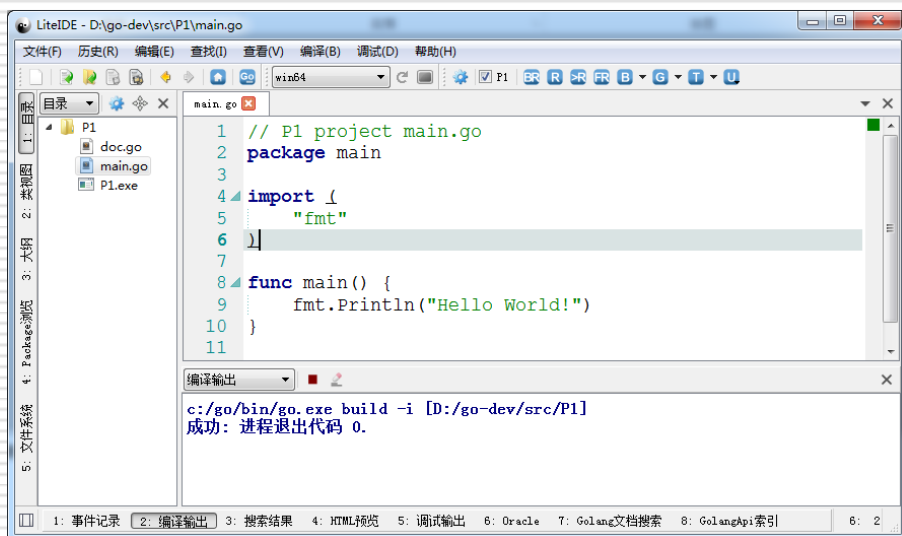 LiteIDE - D:\go-dev\src\P1\main.go
文件(F) 历史(R) 编辑(E) 查找(I) 查看(V) 编译(B) 调试(D) 帮助(H)
Go win64 P1 BR R >R FR B G T U
1: 目录
2: 类视图
3: 大纲
4: Package浏览
5: 文件系统
目录
P1
doc.go
main.go
P1.exe
main.go
1 // P1 project main.go
2 package main
3
4 import (
5 "fmt"
6 )
7
8 func main() {
9 fmt.Println("Hello World!")
10 }
11
编译输出
c:/go/bin/go.exe build -i [D:/go-dev/src/P1]
成功: 进程退出代码 0.
1: 事件记录 2: 编译输出 3: 搜索结果 4: HTML预览 5: 调试输出 6: Oracle 7: Golang文档搜索 8: GolangApi索引 6: 2